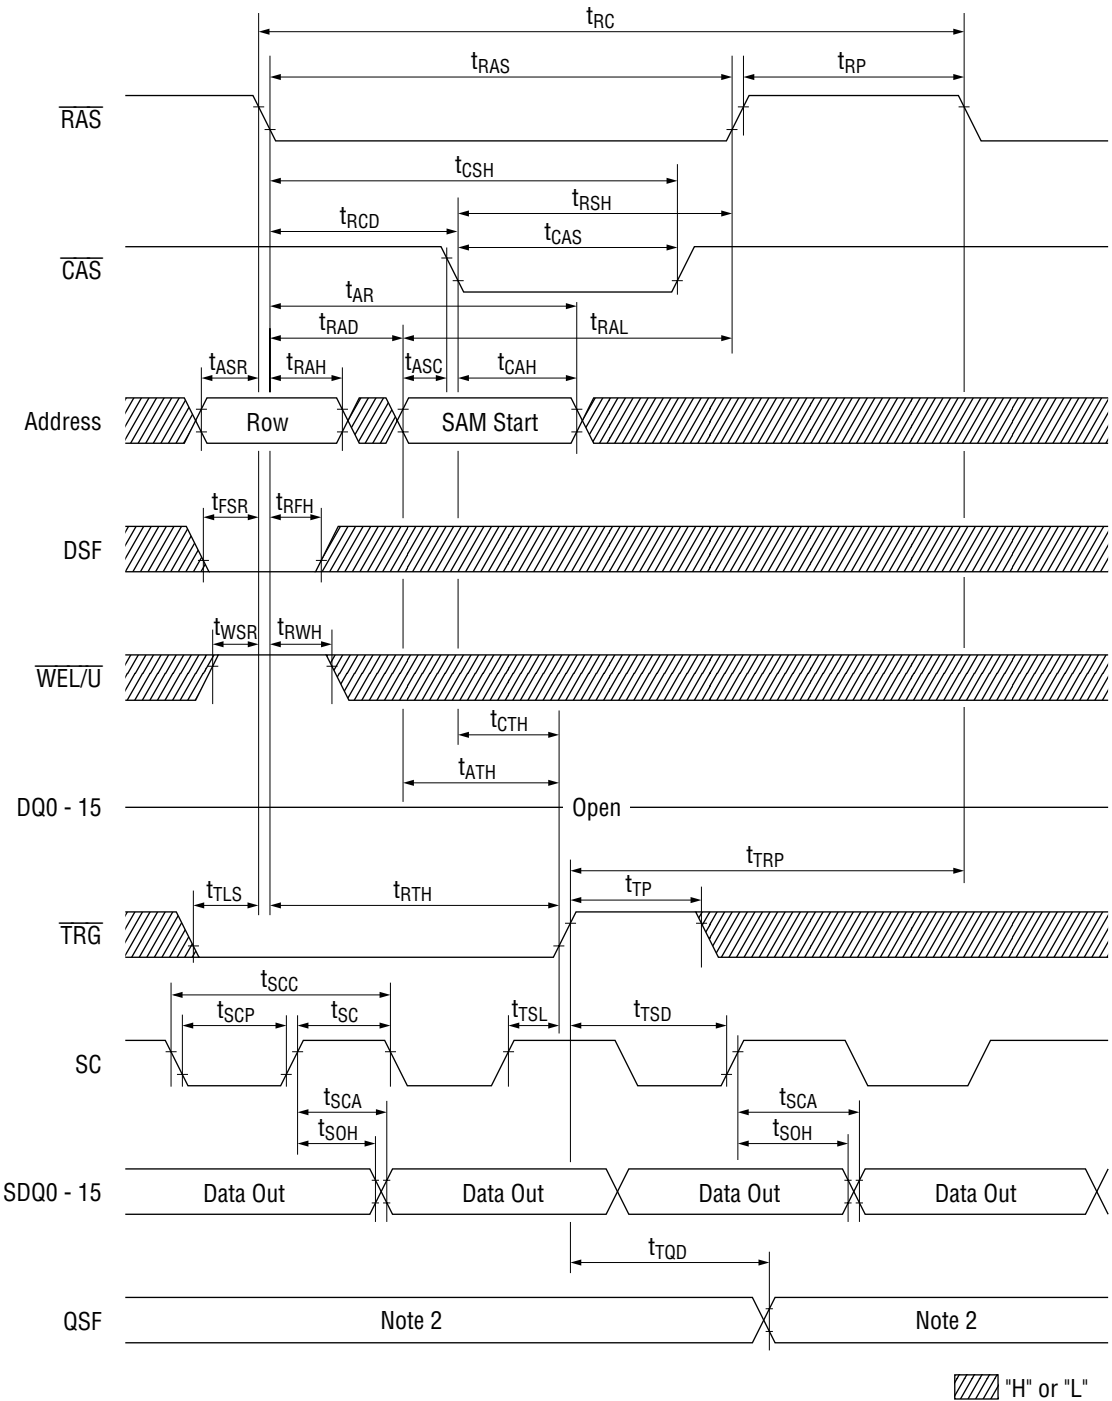 tRC
tRAS
tRP
RAS
tCSH
tRSH
tRCD
tCAS
CAS
tAR
tRAD
tRAL
tASR
tRAH
tASC
tCAH
Address
Row
SAM Start
tFSR
tRFH
DSF
tWSR
tRWH
WEL/U
tCTH
tATH
DQ0 - 15
Open
tTRP
tTLS
tRTH
tTP
TRG
tSCC
tSCP
tSC
tTSL
tTSD
SC
tSCA
tSCA
tSOH
tSOH
SDQ0 - 15
Data Out
Data Out
Data Out
Data Out
tTQD
QSF
Note 2
Note 2
"H" or "L"